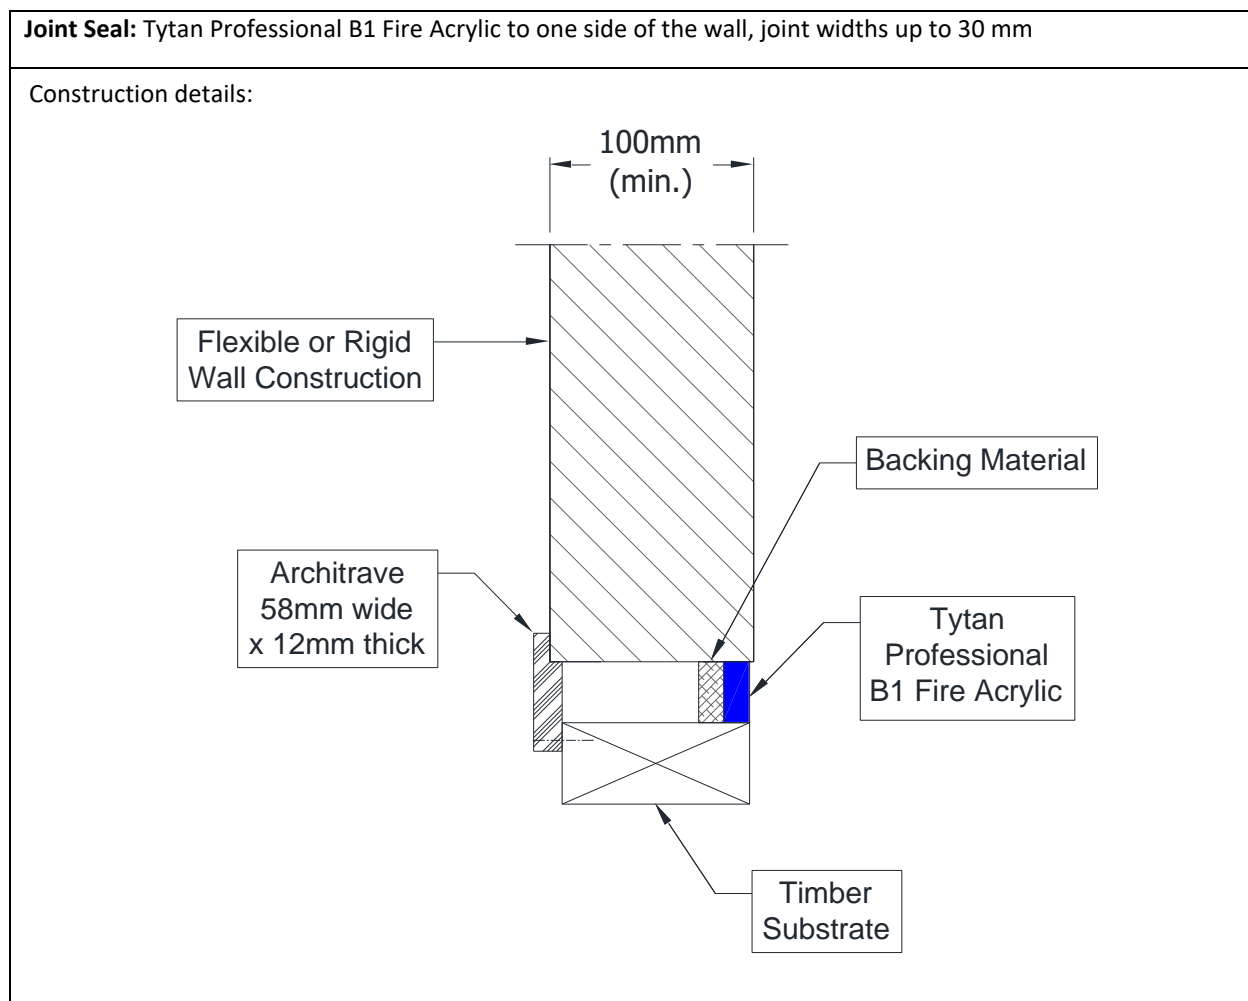 Joint Seal: Tytan Professional B1 Fire Acrylic to one side of the wall, joint widths up to 30 mm
Construction details:
100mm
(min.)
Flexible or Rigid
Wall Construction
Backing Material
Architrave
58mm wide
x 12mm thick
Tytan
Professional
B1 Fire Acrylic
Timber
Substrate